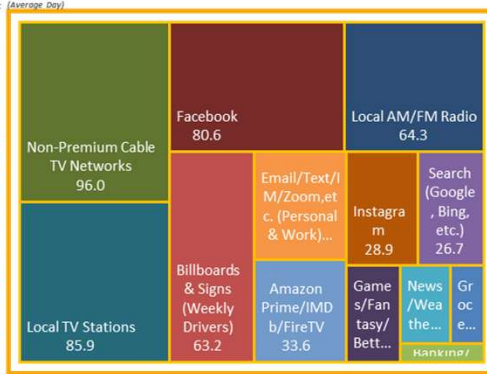 (Average Day)
Non-Premium Cable
TV Networks
96.0
Local TV Stations
85.9
Facebook
80.6
Billboards
& Signs
(Weekly
Drivers)
63.2
Email/Text/I
M/Zoom,et
c. (Personal
& Work)...
Amazon
Prime/IMD
b/FireTV
33.6
Local AM/FM Radio
64.3
Instagra
m
28.9
Search
(Google
, Bing,
etc.)
26.7
Game
s/Fan
tasy/
Bett...
News
/Wea
the...
Gr
oc
e...
Banking/